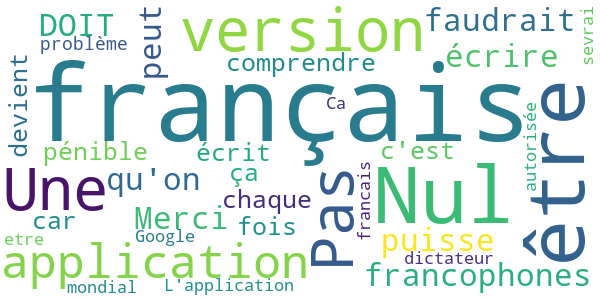 DOIT
problème
peut
version
faudrait
sevrai
comprendre
écrire
devient
français
Ca
être
pénible
écrit
c'est
autorisée
Une
qu'on
ça
chaque
francais
Pas
Nul
car
Merci
fois
puisse
etre
Google
application
dictateur
francophones
mondial
L'application